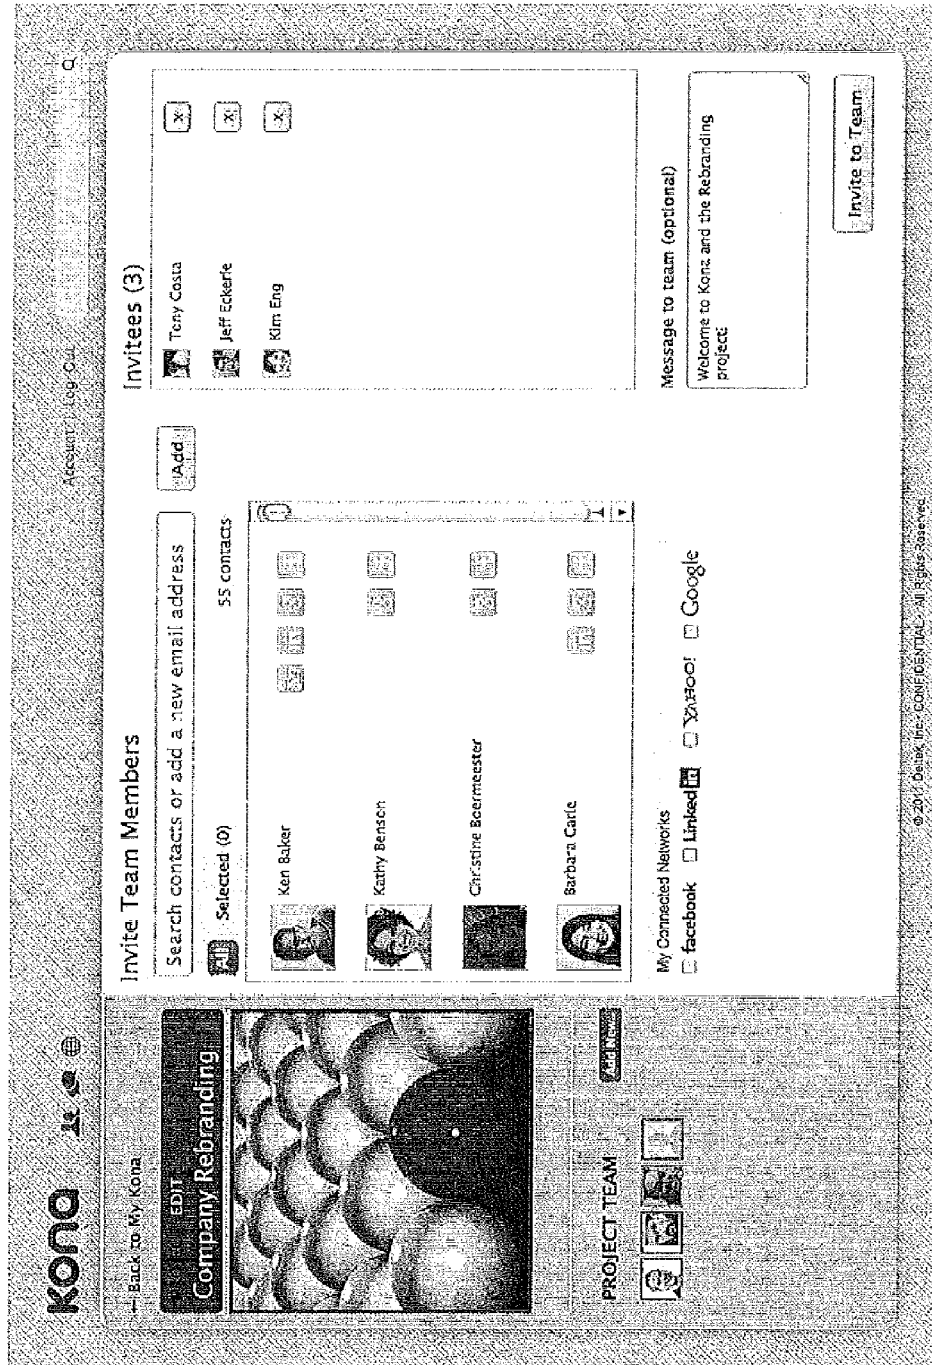 kona
Account | Log Out
← Back to My Kona
EDIT
Company Rebranding
PROJECT TEAM
Add New
Invite Team Members
Search contacts or add a new email address
Add
All
Selected (0)
55 contacts
Ken Baker
Kathy Benson
Christine Boermeester
Barbara Carle
My Connected Networks
facebook
Linked in
YAHOO!
Google
Invitees (3)
Tony Costa
x
Jeff Eckerle
x
Kim Eng
x
Message to team (optional)
Welcome to Kona and the Rebranding
project!
Invite to Team
© 2011 Deltek, Inc. - CONFIDENTIAL - All Rights Reserved